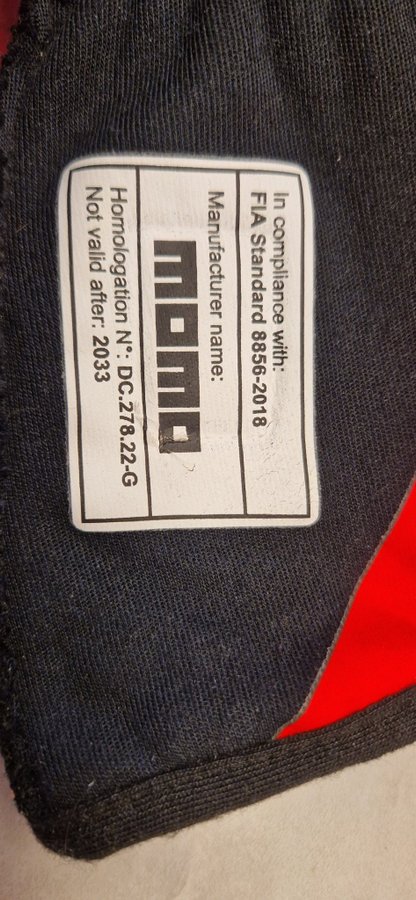 In compliance with:
FIA Standard 8856-2018
Manufacturer name:
momo
Homologation N°: DC.278.22-G
Not valid after: 2033